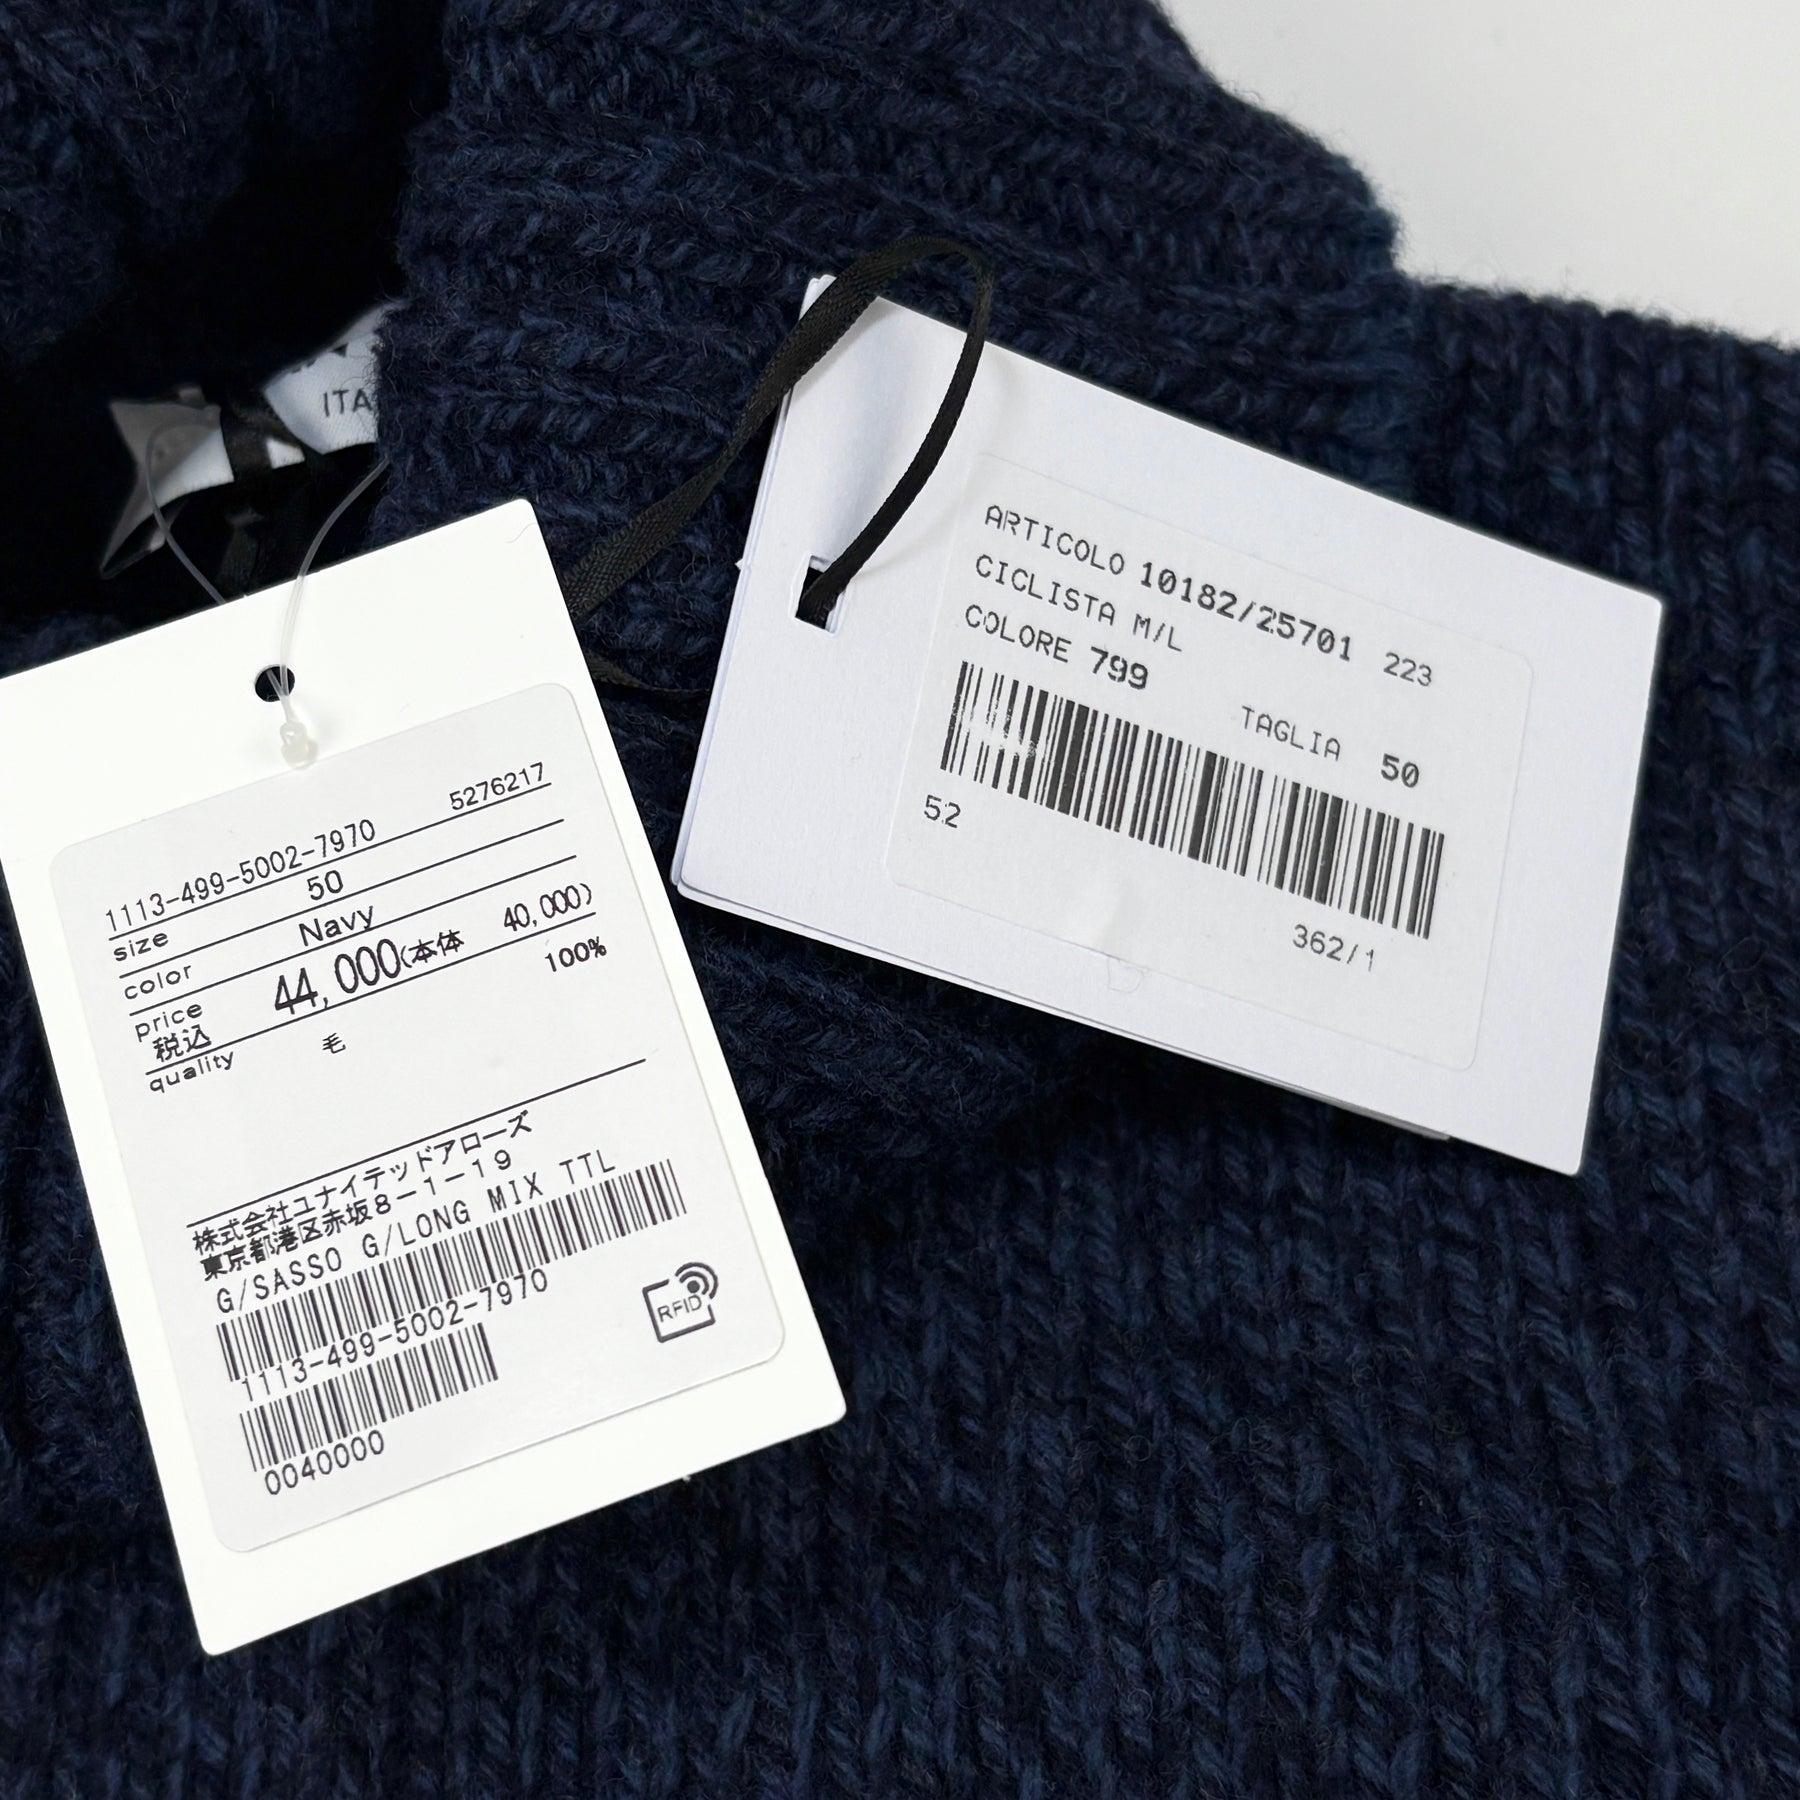 ITA
5276217
1113-499-5002-7970
size 50
color Navy
price 44,000(本体 40,000)
税込
quality 100%
毛
株式会社ユナイテッドアローズ
東京都港区赤坂8-1-19
G/SASSO G/LONG MIX TTL
1113-499-5002-7970
0040000
RFID
ARTICOLO 10182/25701 223
CICLISTA M/L
COLORE 799
TAGLIA 50
52
362/1